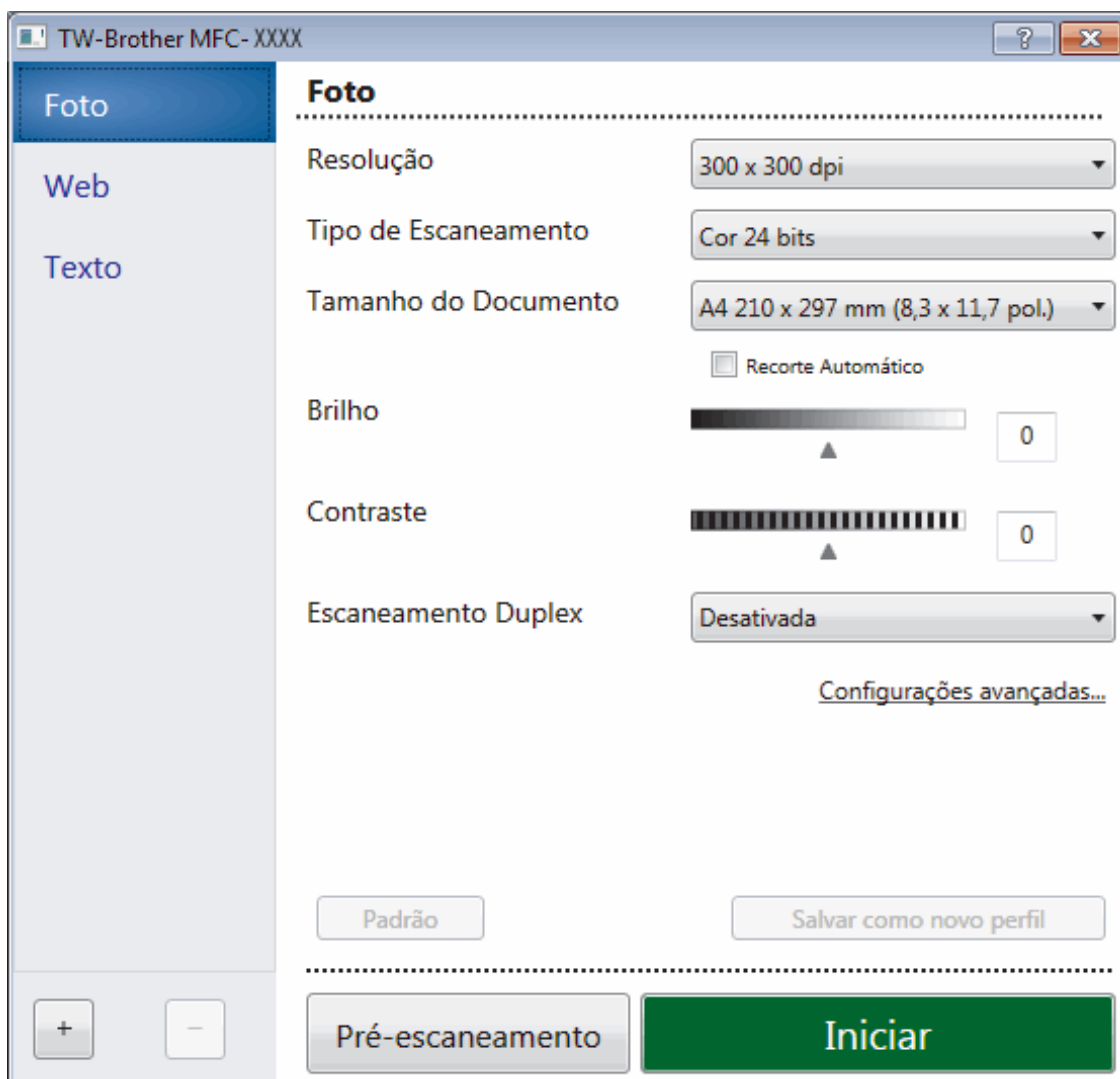 TW-Brother MFC- XXXX
?
Foto
Web
Texto
Foto
Resolução
300 x 300 dpi
Tipo de Escaneamento
Cor 24 bits
Tamanho do Documento
A4 210 x 297 mm (8,3 x 11,7 pol.)
Recorte Automático
Brilho
0
Contraste
0
Escaneamento Duplex
Desativada
Configurações avançadas...
Padrão
Salvar como novo perfil
+
−
Pré-escaneamento
Iniciar